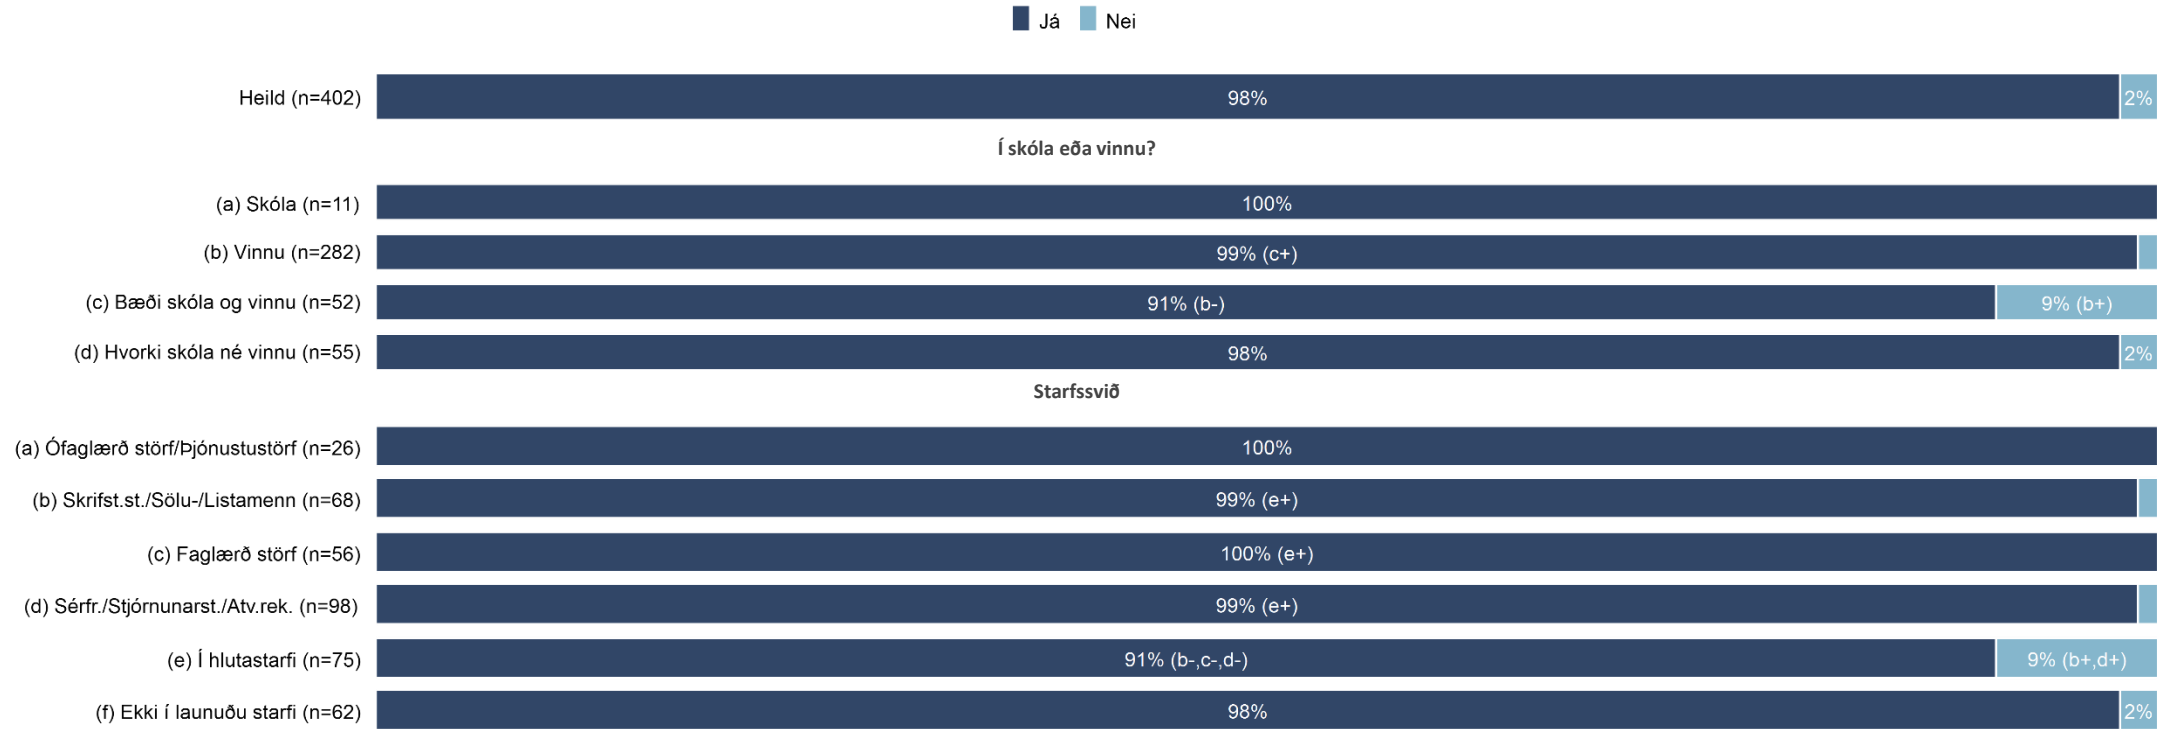 Já Nei
Heild (n=402) 98% 2%
Í skóla eða vinnu?
(a) Skóla (n=11) 100%
(b) Vinnu (n=282) 99% (c+)
(c) Bæði skóla og vinnu (n=52) 91% (b-) 9% (b+)
(d) Hvorki skóla né vinnu (n=55) 98% 2%
Starfssvið
(a) Ófaglærð störf/Þjónustustörf (n=26) 100%
(b) Skrifst.st./Sölu-/Listamenn (n=68) 99% (e+)
(c) Faglærð störf (n=56) 100% (e+)
(d) Sérfr./Stjórnunarst./Atv.rek. (n=98) 99% (e+)
(e) Í hlutastarfi (n=75) 91% (b-,c-,d-) 9% (b+,d+)
(f) Ekki í launuðu starfi (n=62) 98% 2%